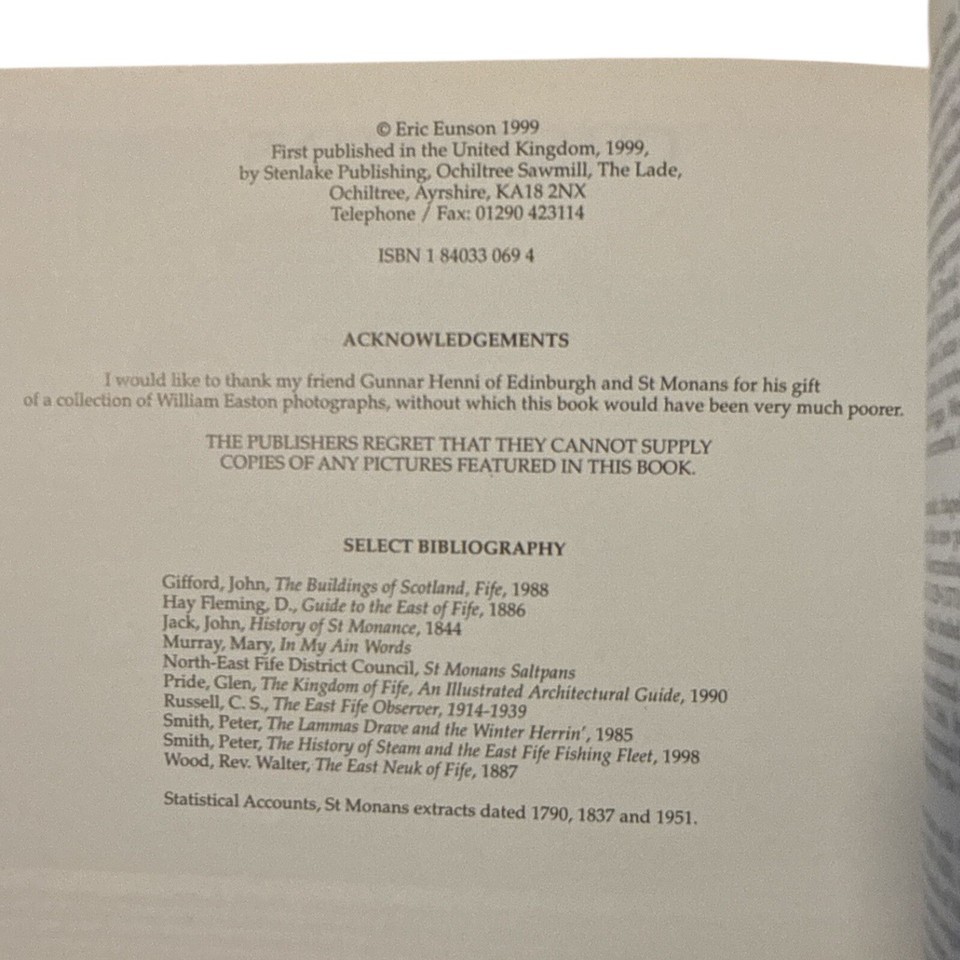 © Eric Eunson 1999
First published in the United Kingdom, 1999,
by Stenlake Publishing, Ochiltree Sawmill, The Lade,
Ochiltree, Ayrshire, KA18 2NX
Telephone / Fax: 01290 423114
ISBN 1 84033 069 4
ACKNOWLEDGEMENTS
I would like to thank my friend Gunnar Henni of Edinburgh and St Monans for his gift
of a collection of William Easton photographs, without which this book would have been very much poorer.
THE PUBLISHERS REGRET THAT THEY CANNOT SUPPLY
COPIES OF ANY PICTURES FEATURED IN THIS BOOK.
SELECT BIBLIOGRAPHY
Gifford, John, The Buildings of Scotland, Fife, 1988
Hay Fleming, D., Guide to the East of Fife, 1886
Jack, John, History of St Monance, 1844
Murray, Mary, In My Ain Words
North-East Fife District Council, St Monans Saltpans
Pride, Glen, The Kingdom of Fife, An Illustrated Architectural Guide, 1990
Russell, C. S., The East Fife Observer, 1914-1939
Smith, Peter, The Lammas Drave and the Winter Herrin', 1985
Smith, Peter, The History of Steam and the East Fife Fishing Fleet, 1998
Wood, Rev. Walter, The East Neuk of Fife, 1887
Statistical Accounts, St Monans extracts dated 1790, 1837 and 1951.